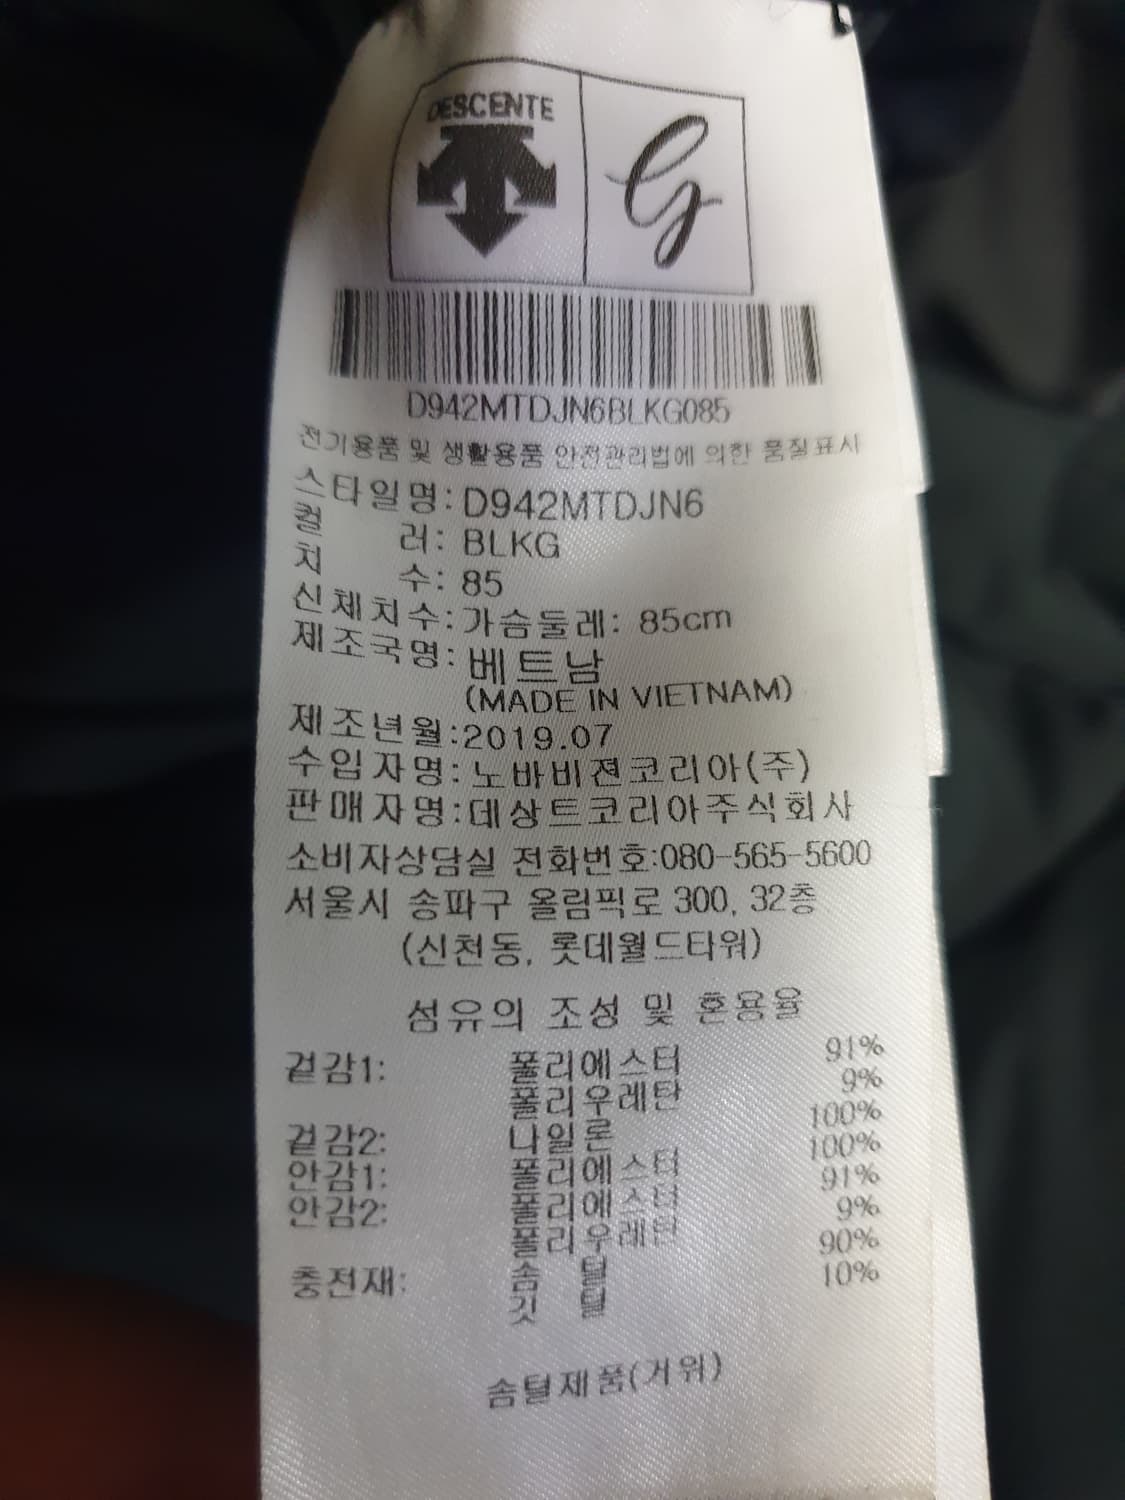 DESCENTE
G
D942MTDJN6BLKG085
전기용품 및 생활용품 안전관리법에 의한 품질표시
스타일명: D942MTDJN6
컬 러: BLKG
치 수: 85
신체치수: 가슴둘레: 85cm
제조국명: 베트남
(MADE IN VIETNAM)
제조년월:2019.07
수입자명: 노바비젼코리아(주)
판매자명:데상트코리아주식회사
소비자상담실 전화번호:080-565-5600
서울시 송파구 올림픽로 300, 32층
(신천동, 롯데월드타워)
섬유의 조성 및 혼용율
겉감1: 폴리에스터 91%
폴리우레탄 9%
겉감2: 나일론 100%
안감1: 폴리에스터 100%
안감2: 폴리에스터 91%
폴리우레탄 9%
충전재: 솜 털 90%
깃 털 10%
솜털제품(거위)